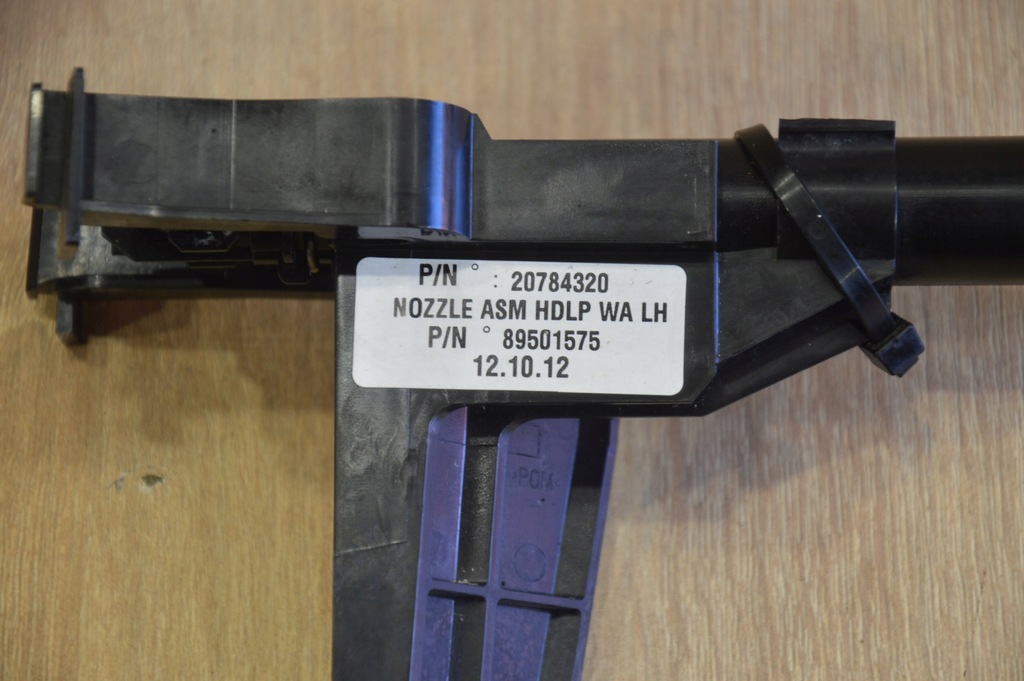 P/N ° : 20784320
NOZZLE ASM HDLP WA LH
P/N ° 89501575
12.10.12